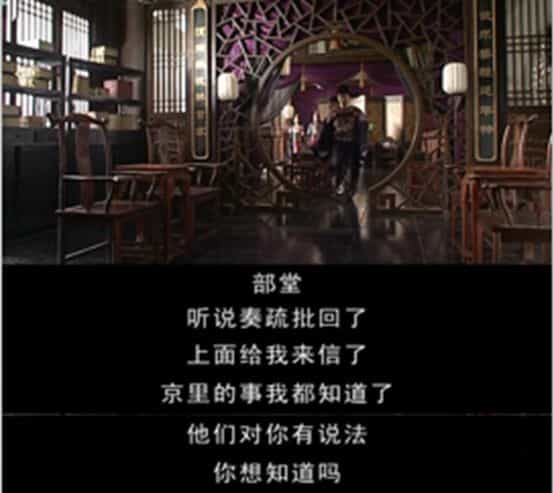 部堂
听说奏疏批回了
上面给我来信了
京里的事我都知道了
他们对你有说法
你想知道吗